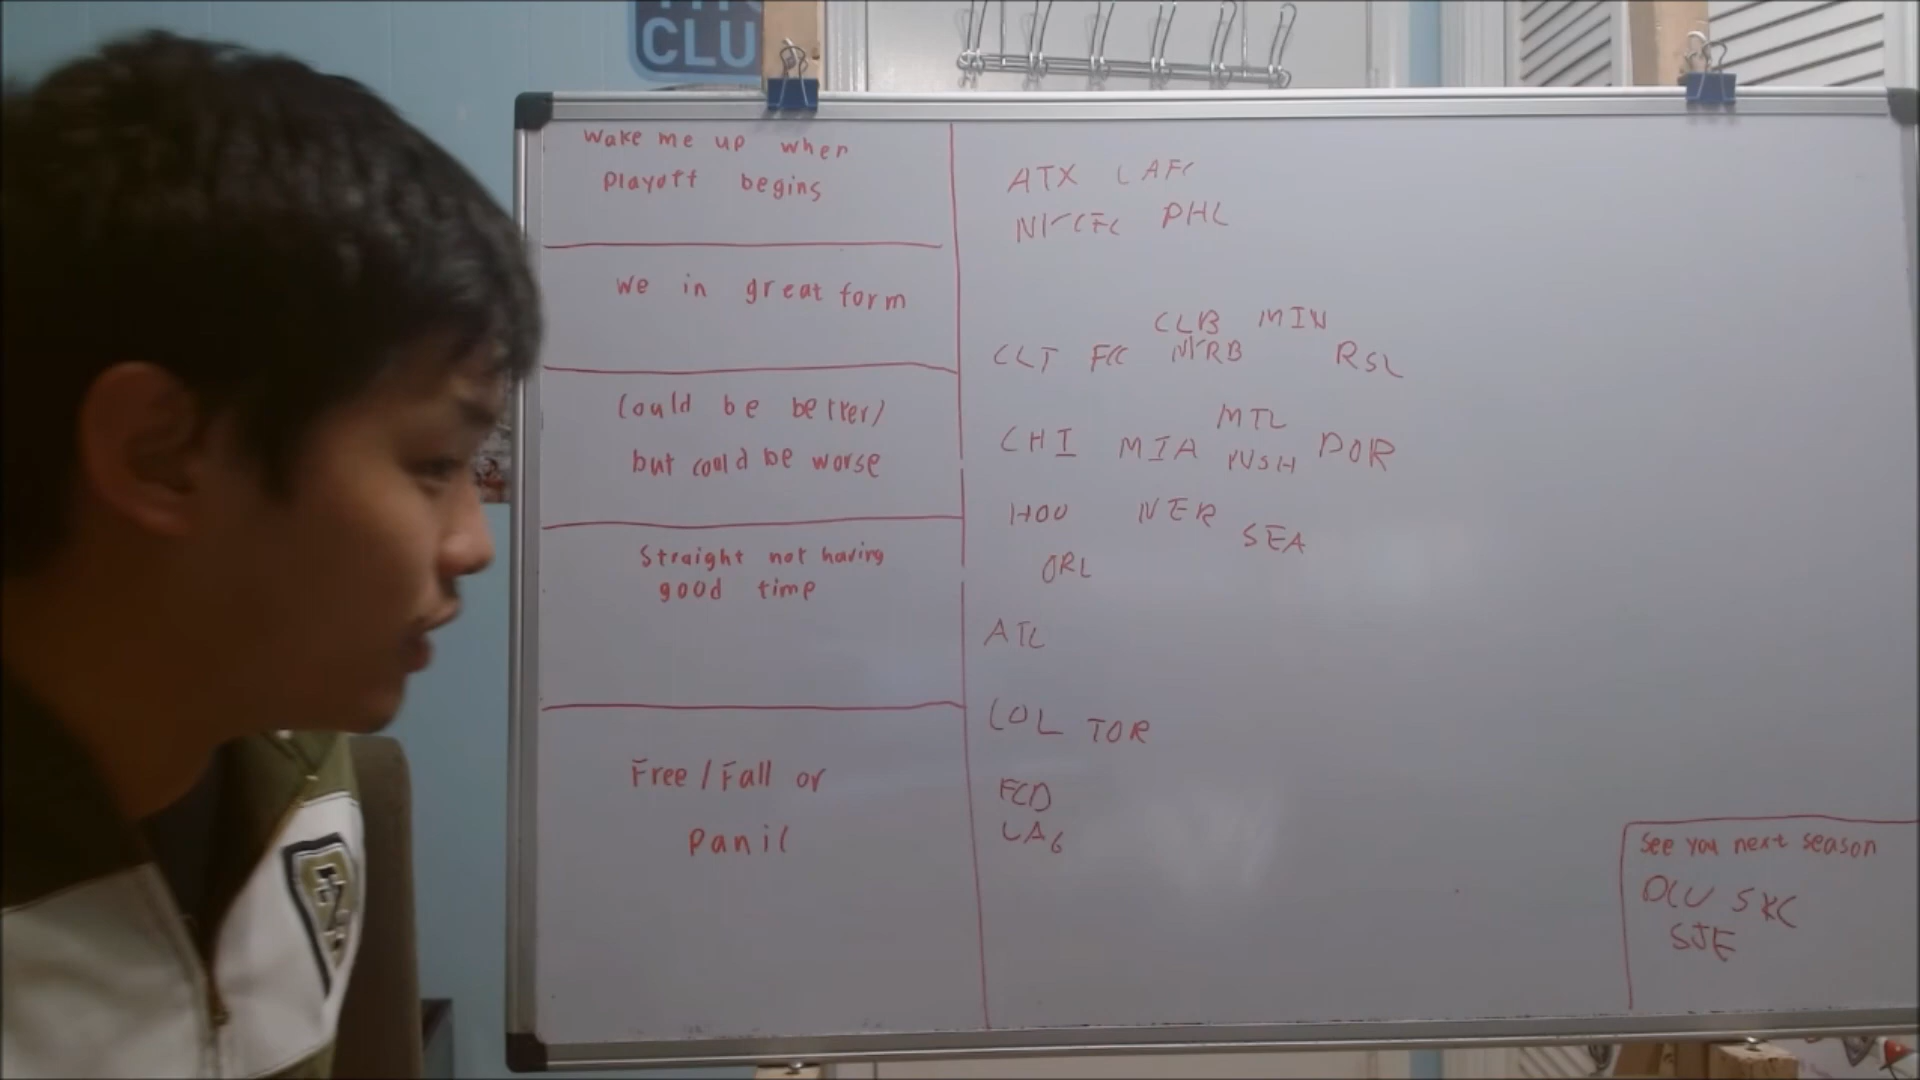 CLU
Wake me up when
Playoff begins
We in great form
Could be better/
but could be worse
Straight not having
good time
Free/Fall or
Panic
ATX LAFC
NYCFC PHL
CLB MIN
CLT FCC NYRB RSL
MTL
CHI MIA NSH POR
HOU NER
SEA
ORL
ATL
COL TOR
FCD
LAG
See you next season
DCU SKC
SJE